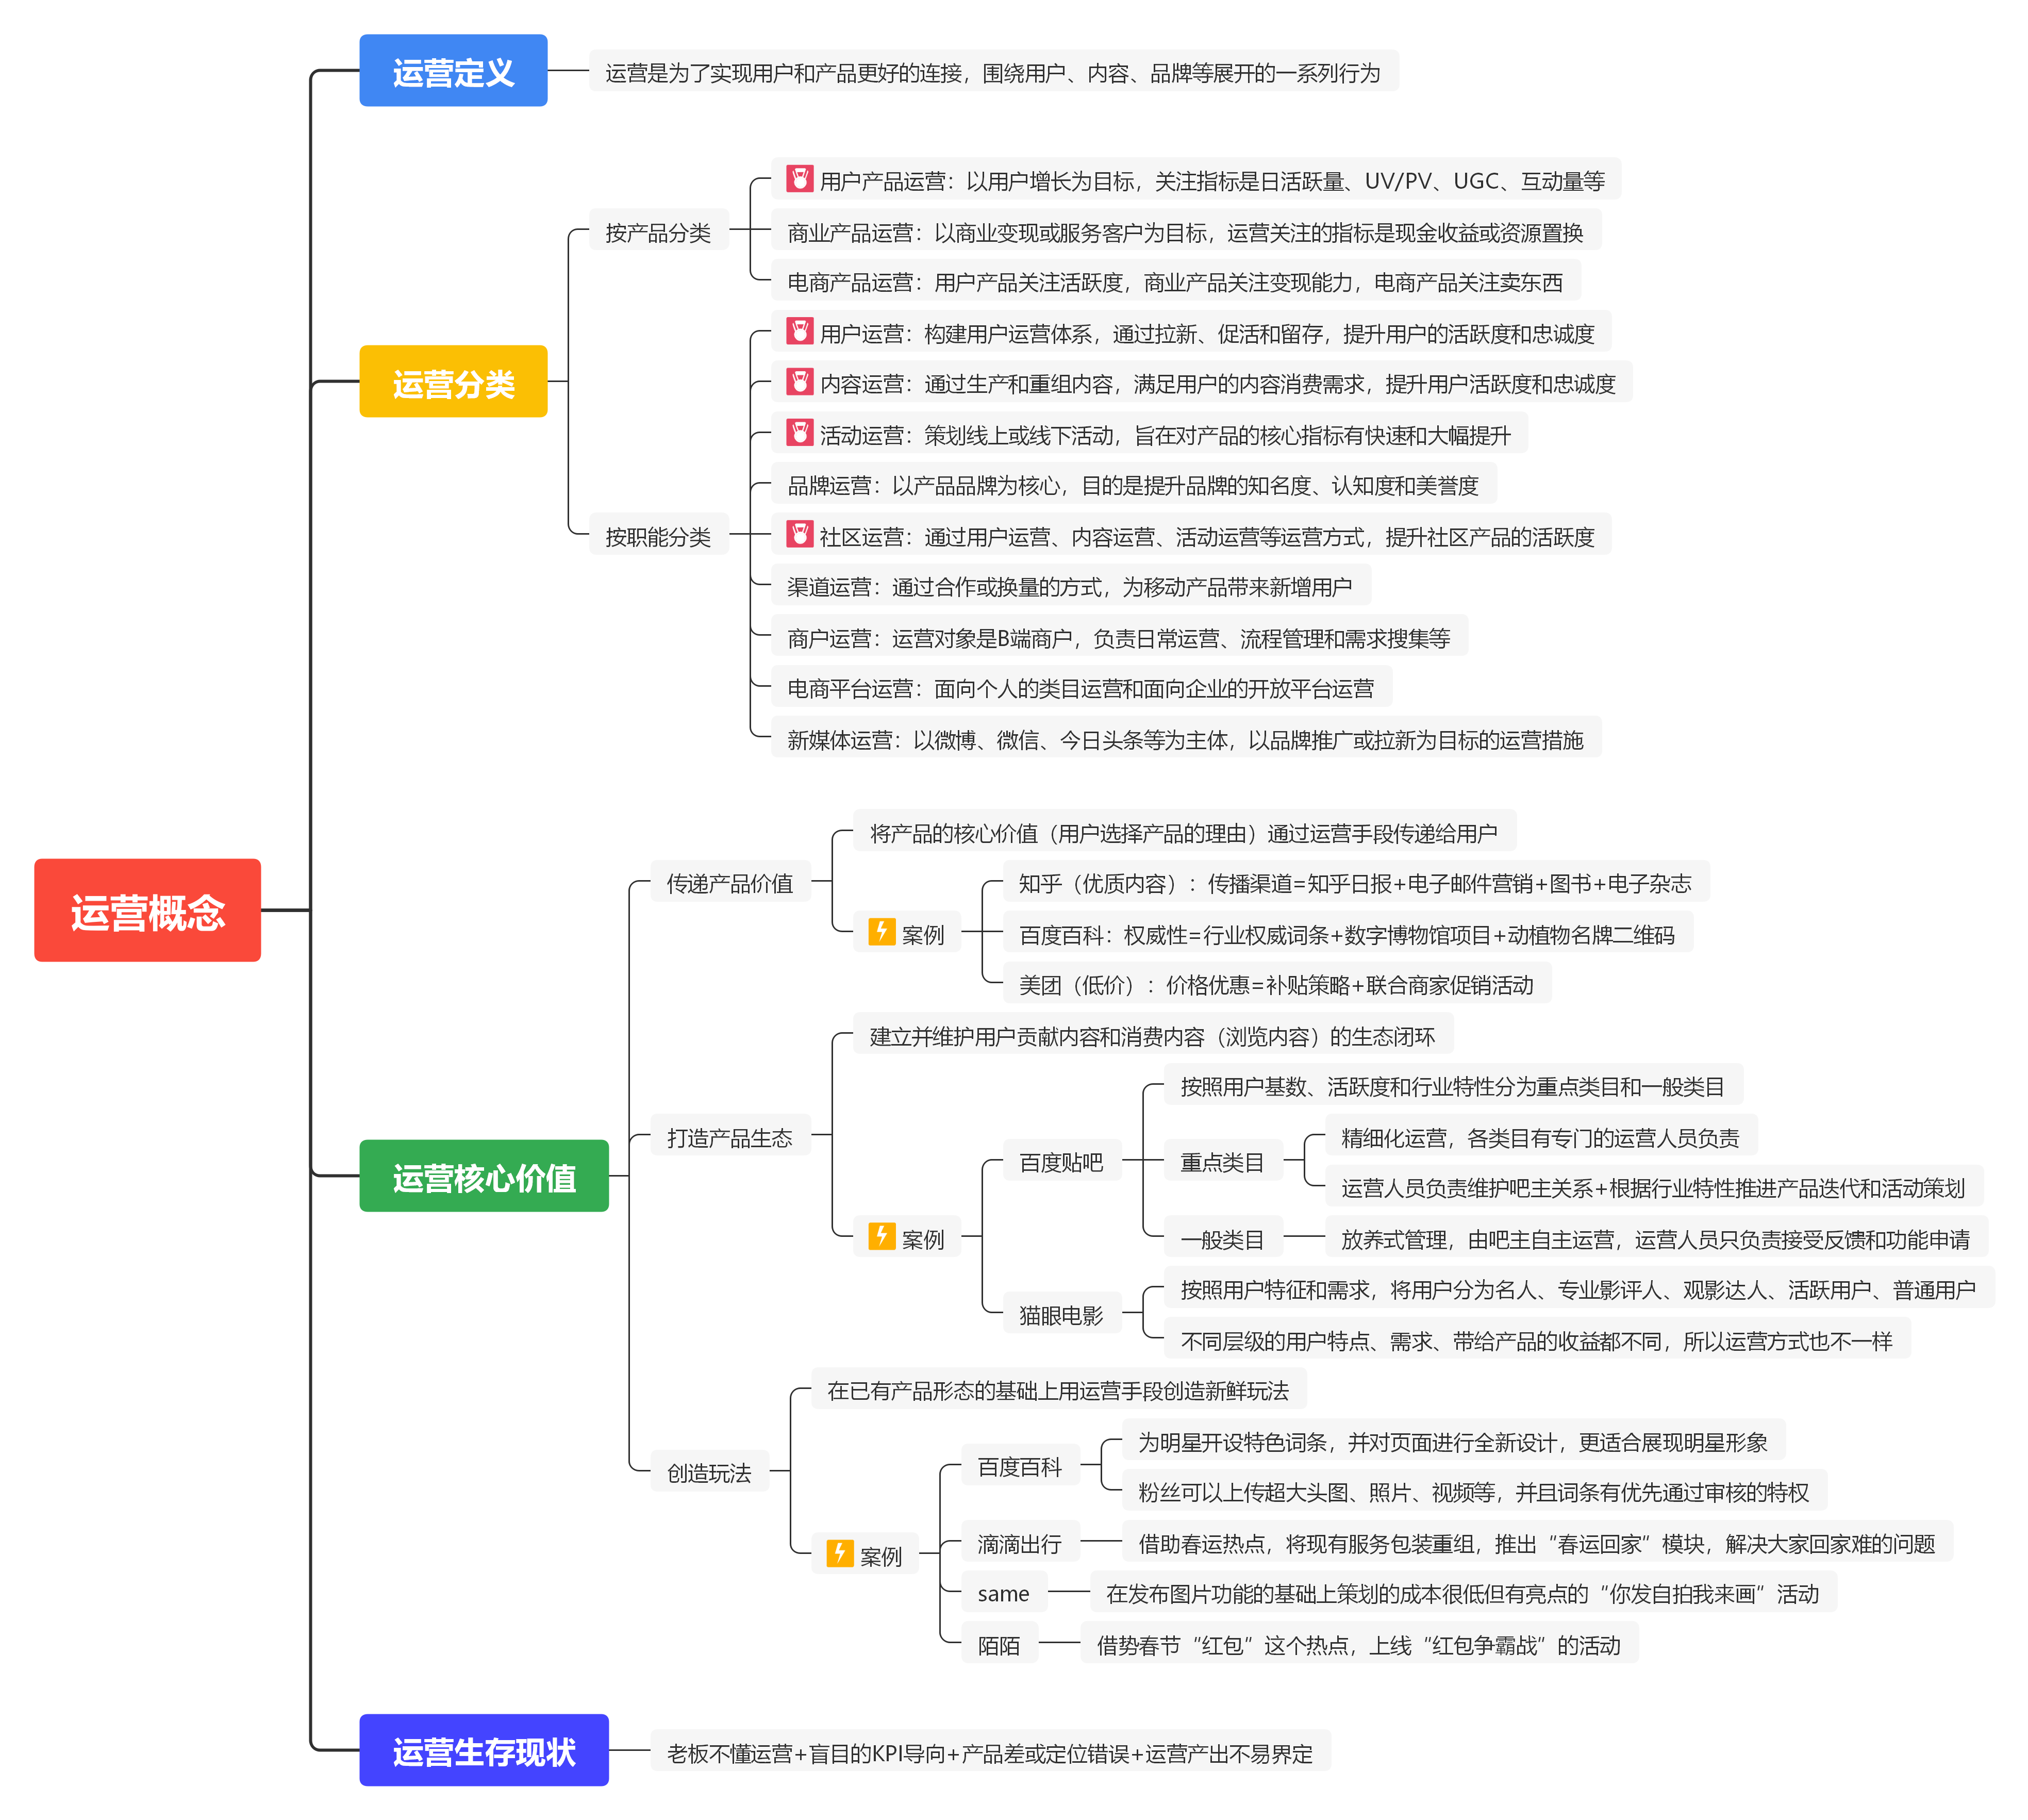 运营概念
运营定义
运营是为了实现用户和产品更好的连接，围绕用户、内容、品牌等展开的一系列行为
运营分类
按产品分类
用户产品运营：以用户增长为目标，关注指标是日活跃量、UV/PV、UGC、互动量等
商业产品运营：以商业变现或服务客户为目标，运营关注的指标是现金收益或资源置换
电商产品运营：用户产品关注活跃度，商业产品关注变现能力，电商产品关注卖东西
按职能分类
用户运营：构建用户运营体系，通过拉新、促活和留存，提升用户的活跃度和忠诚度
内容运营：通过生产和重组内容，满足用户的内容消费需求，提升用户活跃度和忠诚度
活动运营：策划线上或线下活动，旨在对产品的核心指标有快速和大幅提升
品牌运营：以产品品牌为核心，目的是提升品牌的知名度、认知度和美誉度
社区运营：通过用户运营、内容运营、活动运营等运营方式，提升社区产品的活跃度
渠道运营：通过合作或换量的方式，为移动产品带来新增用户
商户运营：运营对象是B端商户，负责日常运营、流程管理和需求搜集等
电商平台运营：面向个人的类目运营和面向企业的开放平台运营
新媒体运营：以微博、微信、今日头条等为主体，以品牌推广或拉新为目标的运营措施
运营核心价值
传递产品价值
将产品的核心价值（用户选择产品的理由）通过运营手段传递给用户
案例
知乎（优质内容）：传播渠道=知乎日报+电子邮件营销+图书+电子杂志
百度百科：权威性=行业权威词条+数字博物馆项目+动植物名牌二维码
美团（低价）：价格优惠=补贴策略+联合商家促销活动
打造产品生态
建立并维护用户贡献内容和消费内容（浏览内容）的生态闭环
案例
百度贴吧
按照用户基数、活跃度和行业特性分为重点类目和一般类目
重点类目
精细化运营，各类目有专门的运营人员负责
运营人员负责维护吧主关系+根据行业特性推进产品迭代和活动策划
一般类目
放养式管理，由吧主自主运营，运营人员只负责接受反馈和功能申请
猫眼电影
按照用户特征和需求，将用户分为名人、专业影评人、观影达人、活跃用户、普通用户
不同层级的用户特点、需求、带给产品的收益都不同，所以运营方式也不一样
创造玩法
在已有产品形态的基础上用运营手段创造新鲜玩法
案例
百度百科
为明星开设特色词条，并对页面进行全新设计，更适合展现明星形象
粉丝可以上传超大头图、照片、视频等，并且词条有优先通过审核的特权
滴滴出行
借助春运热点，将现有服务包装重组，推出“春运回家”模块，解决大家回家难的问题
same
在发布图片功能的基础上策划的成本很低但有亮点的“你发自拍我来画”活动
陌陌
借势春节“红包”这个热点，上线“红包争霸战”的活动
运营生存现状
老板不懂运营+盲目的KPI导向+产品差或定位错误+运营产出不易界定